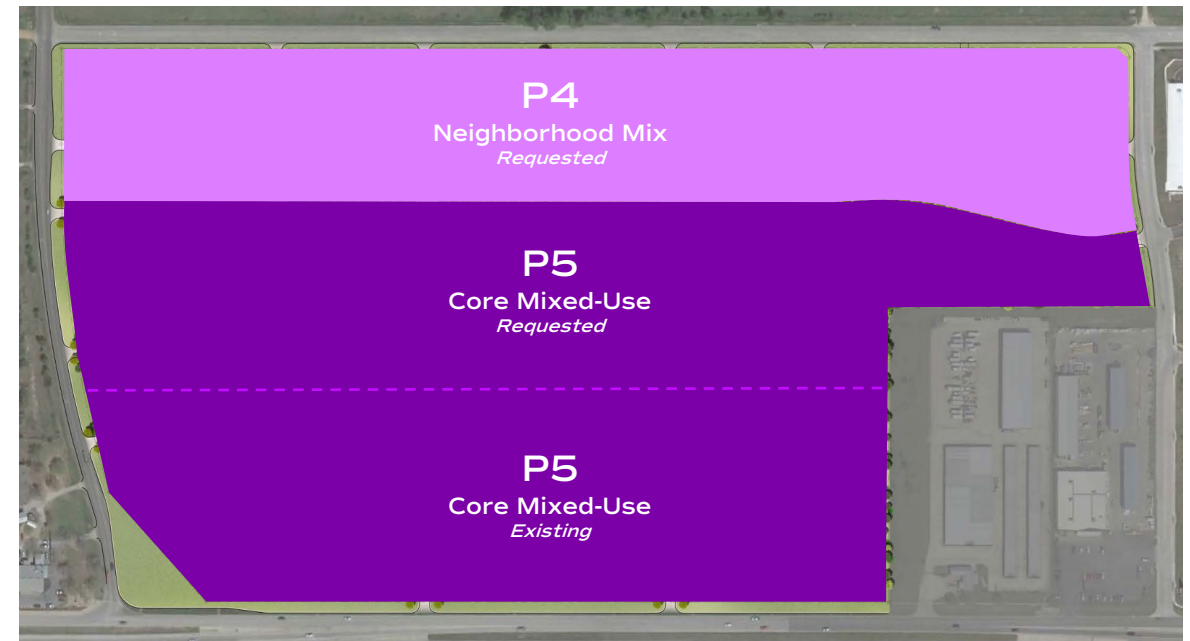 P4
Neighborhood Mix
Requested
P5
Core Mixed-Use
Requested
P5
Core Mixed-Use
Existing